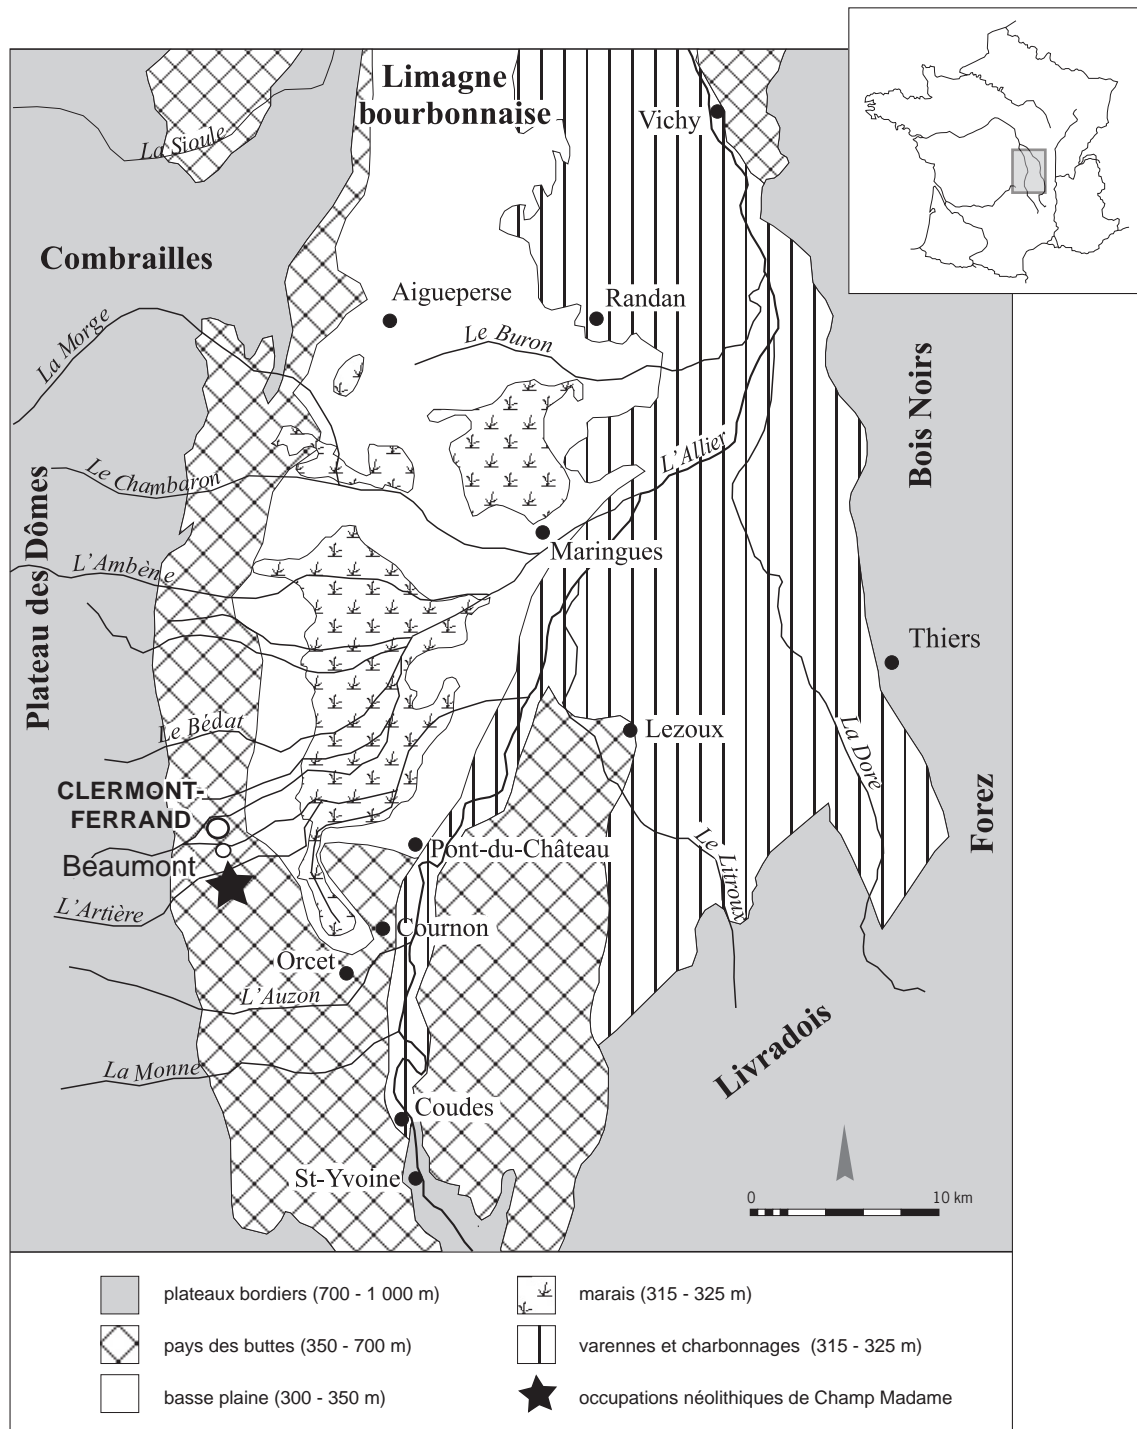 Limagne
bourbonnaise
Vichy
La Sioule
Combrailles
Aigueperse
Randan
La Morge
Le Buron
Bois Noirs
L'Allier
Le Chambaron
Plateau des Dômes
Maringues
L'Ambène
Thiers
Le Bédat
Lezoux
La Dore
CLERMONT-
FERRAND
Forez
Beaumont
Pont-du-Château
Le Litroux
L'Artière
Cournon
Orcet
L'Auzon
Livradois
La Monne
Coudes
St-Yvoine
0 10 km
plateaux bordiers (700 - 1 000 m)
pays des buttes (350 - 700 m)
basse plaine (300 - 350 m)
marais (315 - 325 m)
varennes et charbonnages (315 - 325 m)
occupations néolithiques de Champ Madame